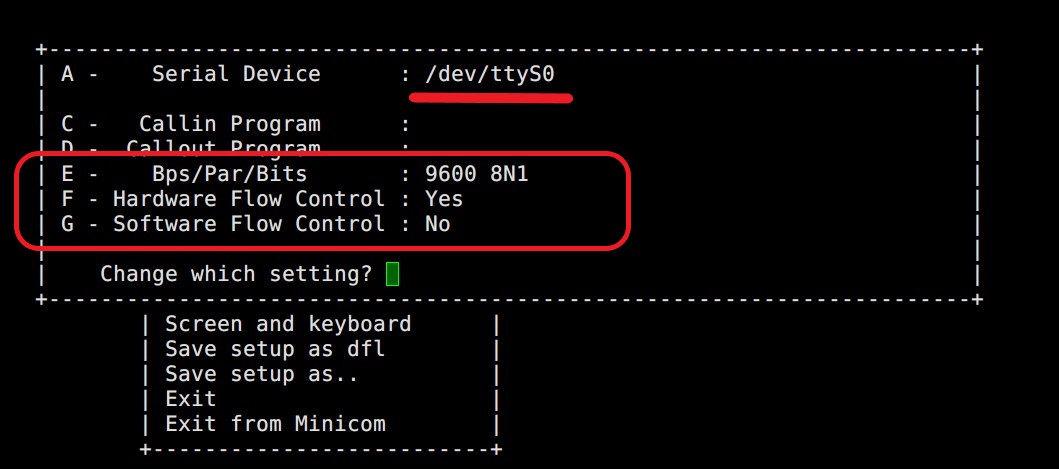 +-----------------------------------------------------------------------+
| A -    Serial Device      : /dev/ttyS0                                |
|                                                                       |
| C -   Callin Program      :                                           |
| D -  Callout Program      :                                           |
| E -    Bps/Par/Bits       : 9600 8N1                                  |
| F - Hardware Flow Control : Yes                                       |
| G - Software Flow Control : No                                        |
|                                                                       |
|    Change which setting?                                              |
+-----------------------------------------------------------------------+
        | Screen and keyboard      |
        | Save setup as dfl        |
        | Save setup as..          |
        | Exit                     |
        | Exit from Minicom        |
        +--------------------------+